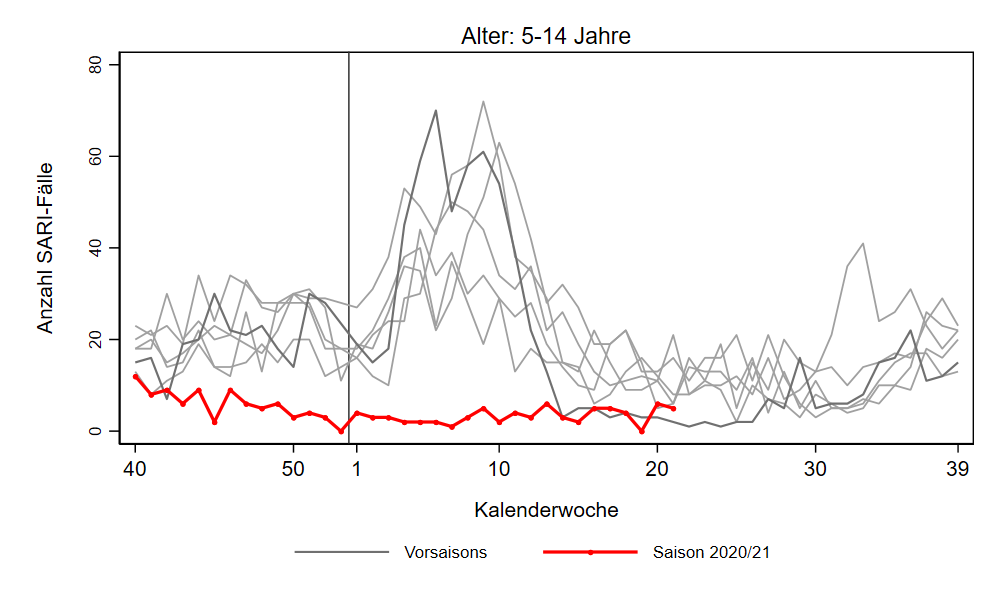 Alter: 5-14 Jahre
Anzahl SARI-Fälle
80
60
40
20
0
40 50 1 10 20 30 39
Kalenderwoche
Vorsaisons Saison 2020/21